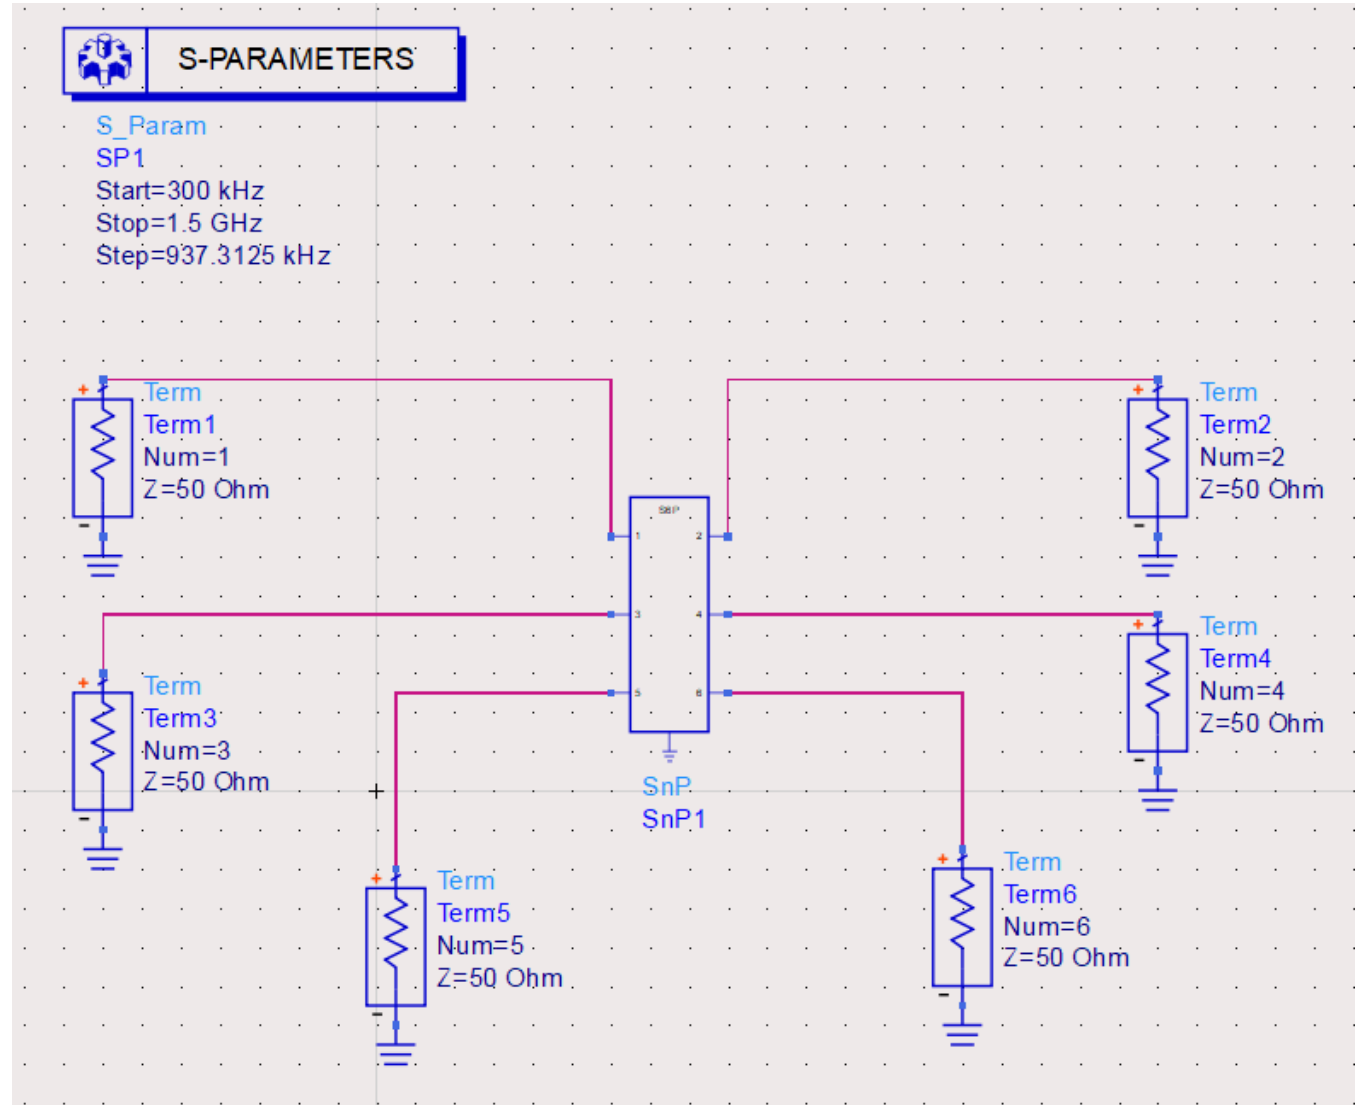 S-PARAMETERS
S_Param
SP1
Start=300 kHz
Stop=1.5 GHz
Step=937.3125 kHz
+
Term
Term1
Num=1
Z=50 Ohm
-
+
Term
Term2
Num=2
Z=50 Ohm
-
S6P
1
2
3
4
5
6
+
Term
Term3
Num=3
Z=50 Ohm
-
+
Term
Term4
Num=4
Z=50 Ohm
-
SnP
SnP1
+
Term
Term5
Num=5
Z=50 Ohm
-
+
Term
Term6
Num=6
Z=50 Ohm
-